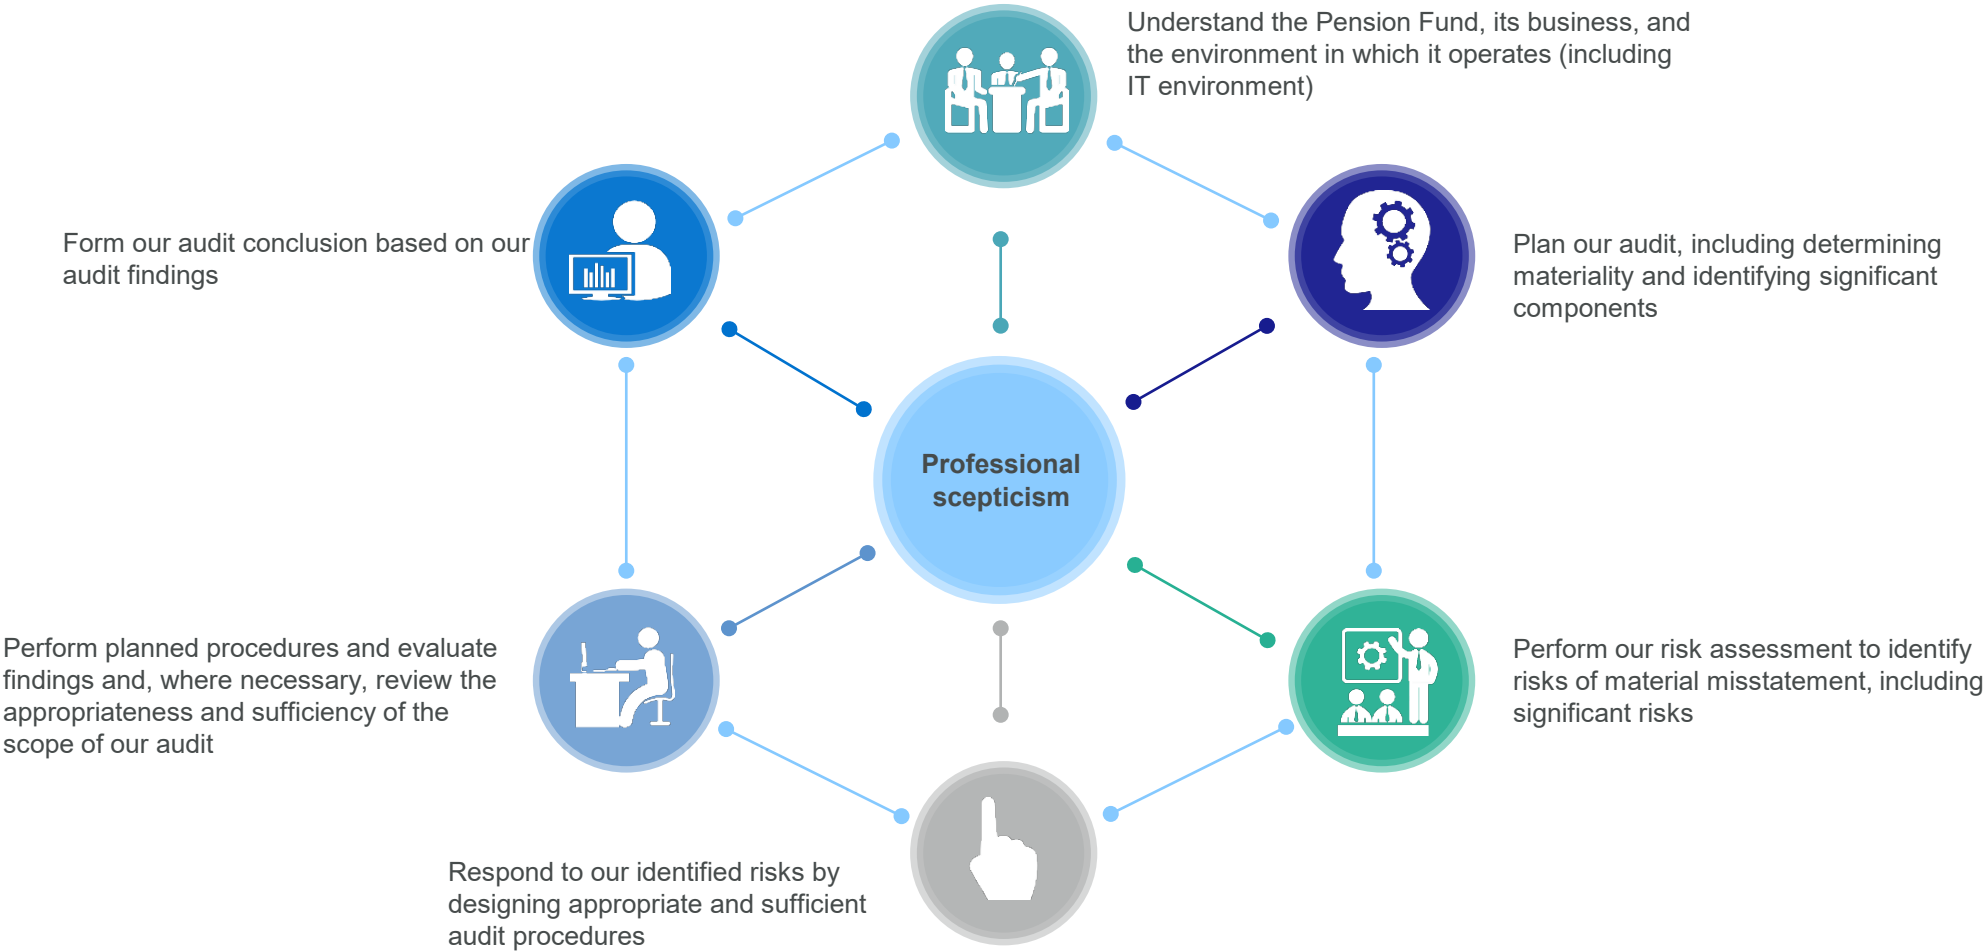 Understand the Pension Fund, its business, and
the environment in which it operates (including
IT environment)
Plan our audit, including determining
materiality and identifying significant
components
Perform our risk assessment to identify
risks of material misstatement, including
significant risks
Respond to our identified risks by
designing appropriate and sufficient
audit procedures
Perform planned procedures and evaluate
findings and, where necessary, review the
appropriateness and sufficiency of the
scope of our audit
Form our audit conclusion based on our
audit findings
Professional
scepticism